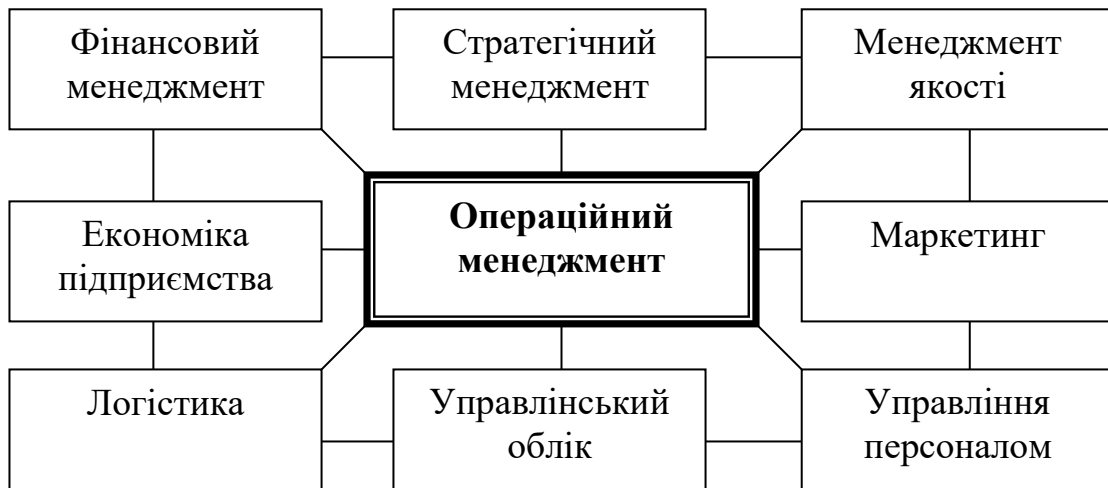 Фінансовий
менеджмент
Стратегічний
менеджмент
Менеджмент
якості
Економіка
підприємства
Операційний
менеджмент
Маркетинг
Логістика
Управлінський
облік
Управління
персоналом